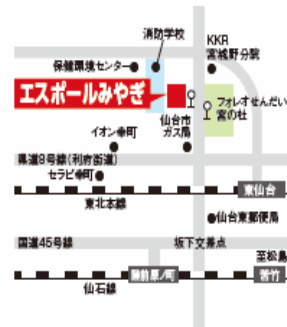 消防学校
KKR
宮城野分院
保健環境センター
エスポールみやぎ
フォレオせんだい
宮の杜
仙台市
ガス局
イオン幸町
県道8号線(利府街道)
セラビ幸町
東仙台
東北本線
仙台東郵便局
国道45号線
坂下交差点
至松島
陸前原ノ町
苦竹
仙石線